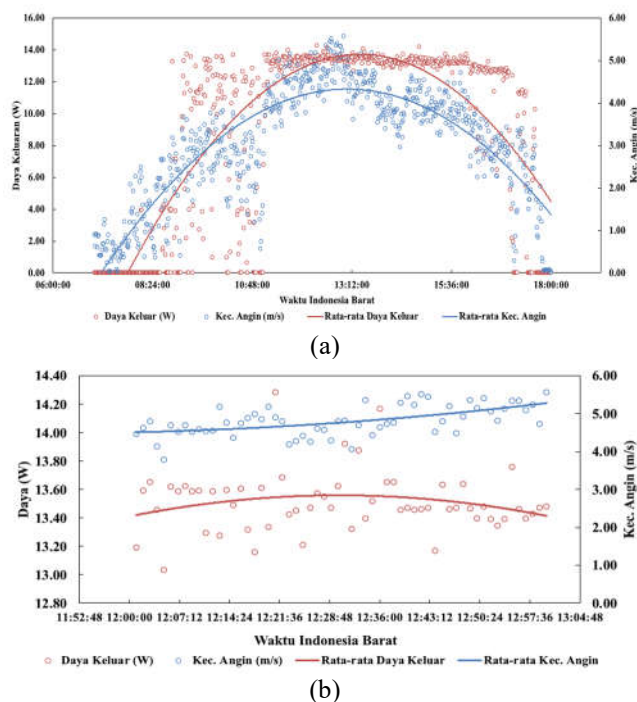 16.00
14.00
12.00
10.00
8.00
6.00
4.00
2.00
0.00
Daya Keluaran (W)
6.00
5.00
4.00
3.00
2.00
1.00
0.00
Kec. Angin (m/s)
06:00:00 08:24:00 10:48:00 13:12:00 15:36:00 18:00:00
Waktu Indonesia Barat
Daya Keluar (W) Kec. Angin (m/s) Rata-rata Daya Keluar Rata-rata Kec. Angin
(a)
14.40
14.20
14.00
13.80
13.60
13.40
13.20
13.00
12.80
Daya (W)
6.00
5.00
4.00
3.00
2.00
1.00
0.00
Kec. Angin (m/s)
11:52:48 12:00:00 12:07:12 12:14:24 12:21:36 12:28:48 12:36:00 12:43:12 12:50:24 12:57:36 13:04:48
Waktu Indonesia Barat
Daya Keluar (W) Kec. Angin (m/s) Rata-rata Daya Keluar Rata-rata Kec. Angin
(b)